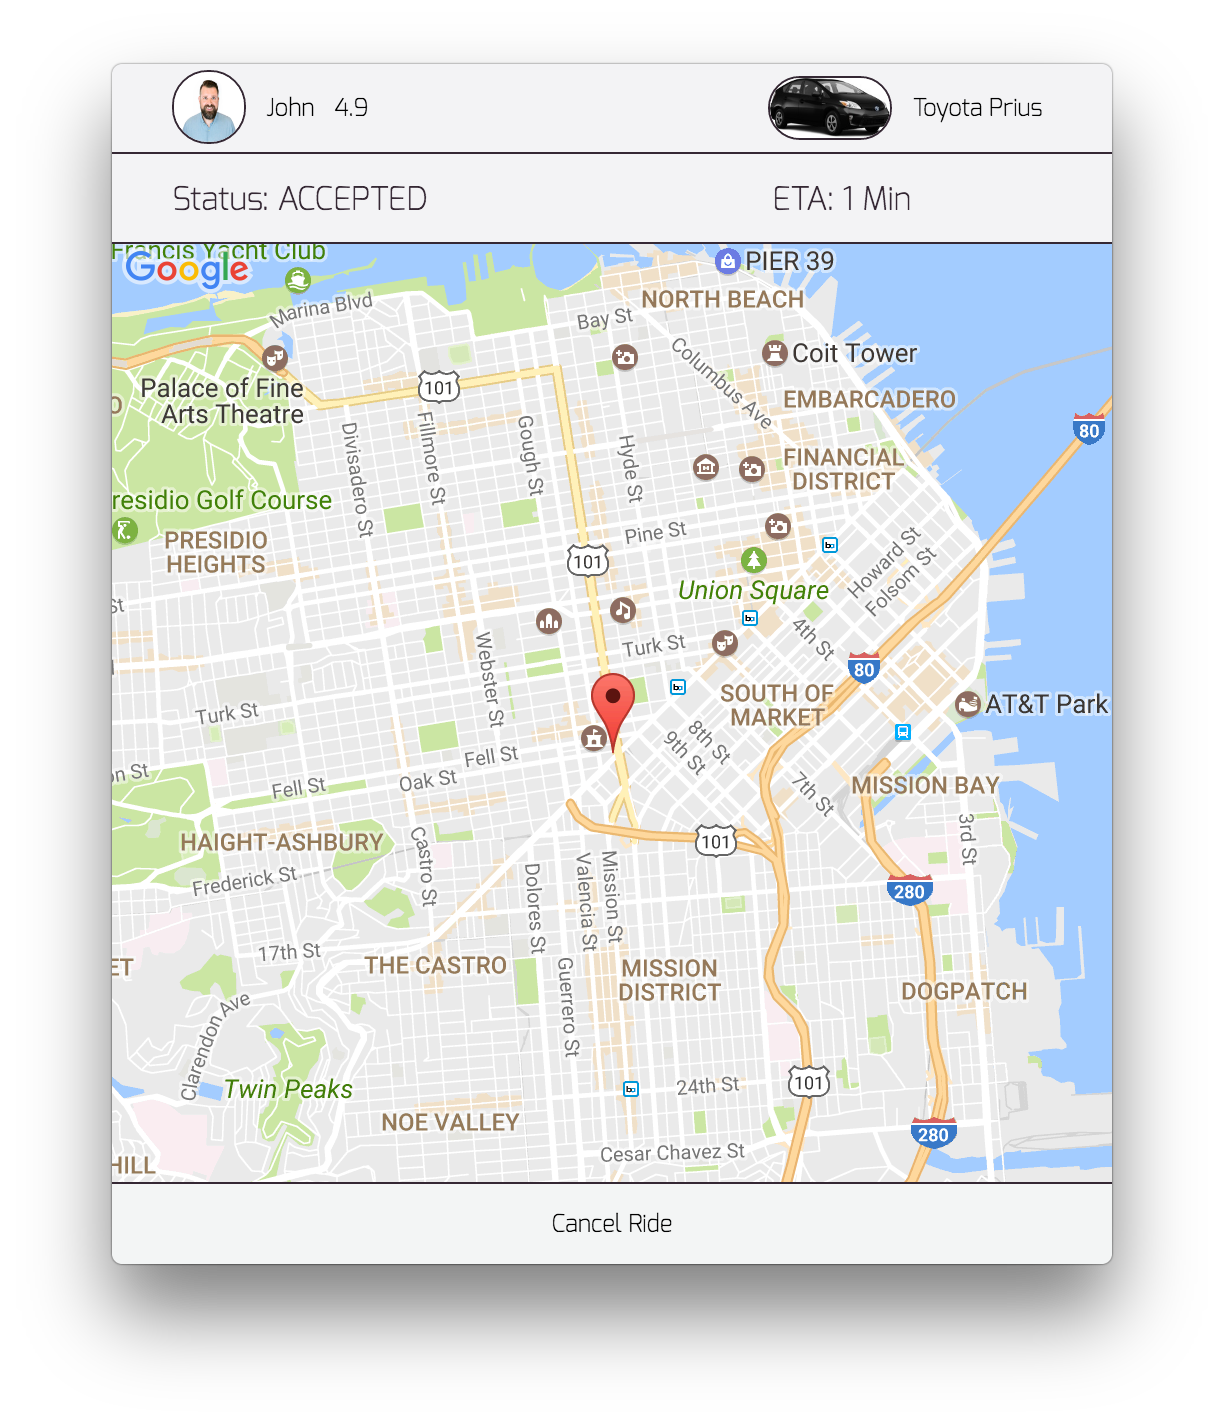 John 4.9
Toyota Prius
Status: ACCEPTED
ETA: 1 Min
Francis Yacht Club
Google
PIER 39
Marina Blvd
NORTH BEACH
Bay St
Columbus Ave
Coit Tower
Palace of Fine
Arts Theatre
101
EMBARCADERO
80
Divisadero St
Fillmore St
Gough St
Hyde St
FINANCIAL
DISTRICT
residio Golf Course
PRESIDIO
HEIGHTS
Pine St
Howard St
Folsom St
101
Union Square
St
4th St
Turk St
Webster St
80
SOUTH OF
MARKET
AT&T Park
Turk St
8th St
9th St
Fell St
on St
Fell St
Oak St
7th St
MISSION BAY
HAIGHT-ASHBURY
101
3rd St
Frederick St
Castro St
Dolores St
Valencia St
Mission St
280
17th St
ET
THE CASTRO
Guerrero St
MISSION
DISTRICT
DOGPATCH
Clarendon Ave
Twin Peaks
24th St
101
NOE VALLEY
280
Cesar Chavez St
HILL
Cancel Ride